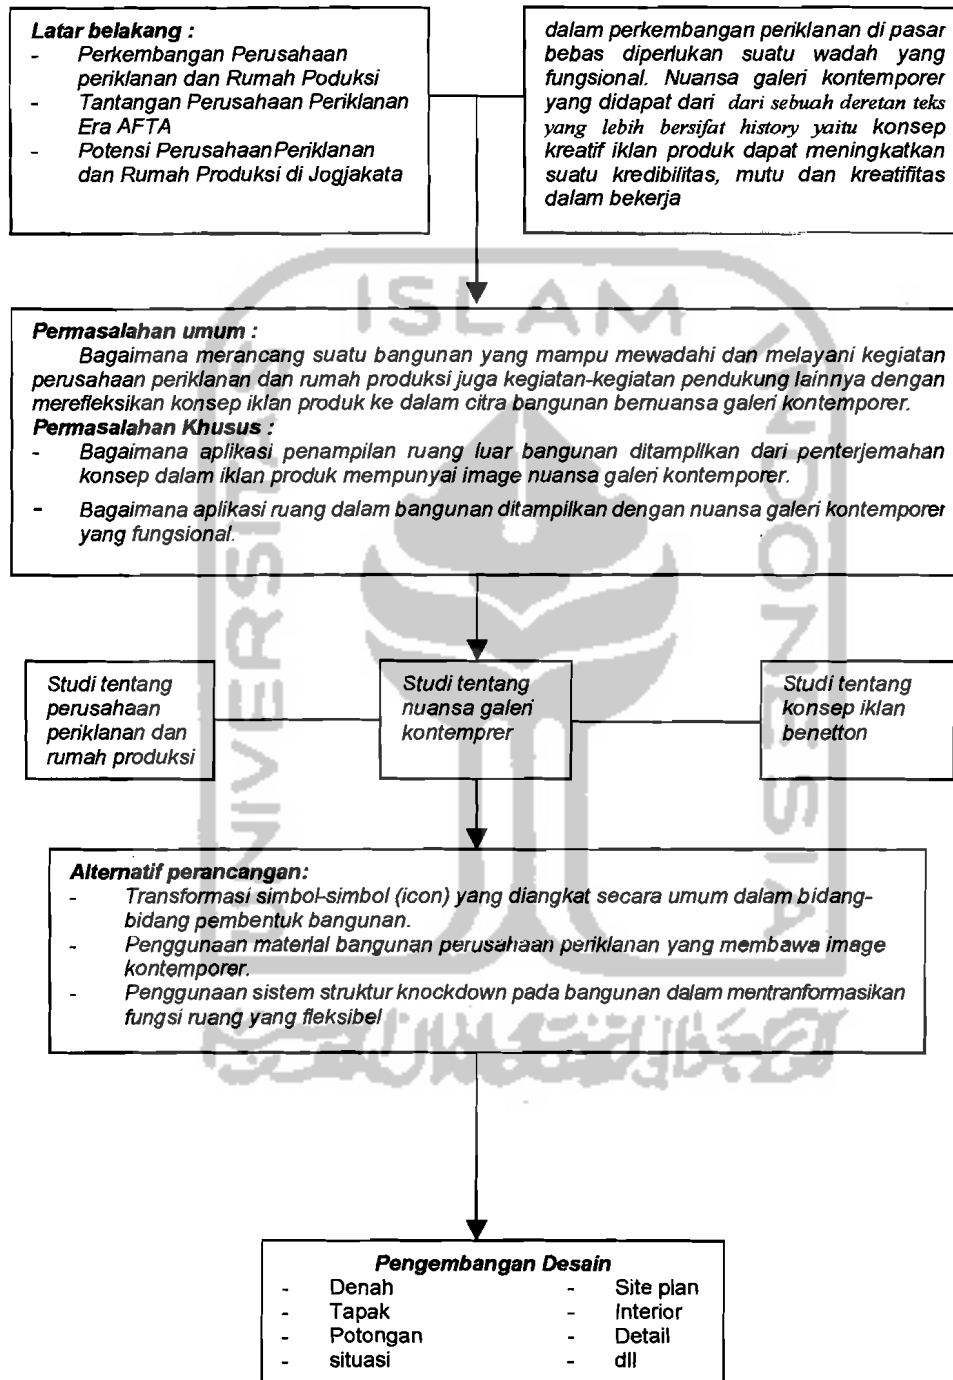 Latar belakang :
- Perkembangan Perusahaan
periklanan dan Rumah Poduksi
- Tantangan Perusahaan Periklanan
Era AFTA
- Potensi Perusahaan Periklanan
dan Rumah Produksi di Jogjakata
dalam perkembangan periklanan di pasar
bebas diperlukan suatu wadah yang
fungsional. Nuansa galeri kontemporer
yang didapat dari dari sebuah deretan teks
yang lebih bersifat history yaitu konsep
kreatif iklan produk dapat meningkatkan
suatu kredibilitas, mutu dan kreatifitas
dalam bekerja
Permasalahan umum :
Bagaimana merancang suatu bangunan yang mampu mewadahi dan melayani kegiatan
perusahaan periklanan dan rumah produksi juga kegiatan-kegiatan pendukung lainnya dengan
merefleksikan konsep iklan produk ke dalam citra bangunan bernuansa galeri kontemporer.
Permasalahan Khusus :
- Bagaimana aplikasi penampilan ruang luar bangunan ditampilkan dari penterjemahan
konsep dalam iklan produk mempunyai image nuansa galeri kontemporer.
- Bagaimana aplikasi ruang dalam bangunan ditampilkan dengan nuansa galeri kontemporer
yang fungsional.
Studi tentang
perusahaan
periklanan dan
rumah produksi
Studi tentang
nuansa galeri
kontemprer
Studi tentang
konsep iklan
benetton
Alternatif perancangan:
- Transformasi simbol-simbol (icon) yang diangkat secara umum dalam bidang-
bidang pembentuk bangunan.
- Penggunaan material bangunan perusahaan periklanan yang membawa image
kontemporer.
- Penggunaan sistem struktur knockdown pada bangunan dalam mentranformasikan
fungsi ruang yang fleksibel
Pengembangan Desain
- Denah - Site plan
- Tapak - Interior
- Potongan - Detail
- situasi - dll
UNIVERSITAS
ISLAM
INDONESIA